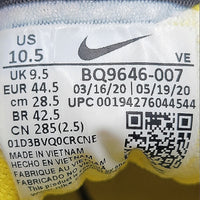 US
10.5
VE
UK 9.5
EUR 44.5
cm 28.5
BR 42.5
CN 285(2.5)
BQ9646-007
03/16/20 05/19/20
UPC 00194276044544
01D3BVQ0CRCNE
MADE IN VIETNAM
HECHO EN VIETNAM
FABRIQUÉ AU VIETNAM